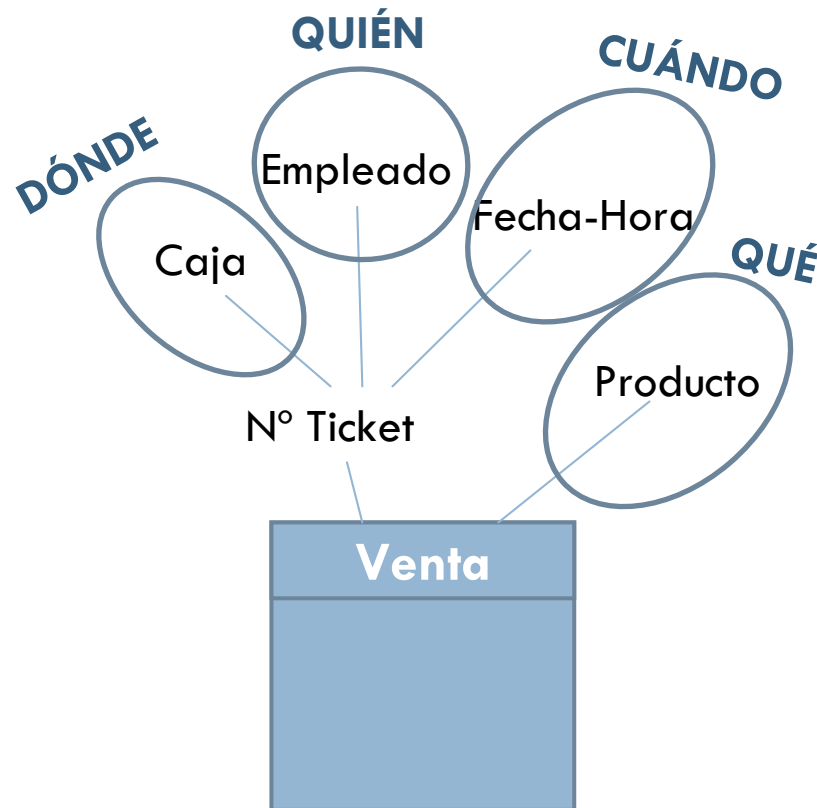 QUIÉN
CUÁNDO
DÓNDE
Empleado
Fecha-Hora
Caja
QUÉ
Producto
Nº Ticket
Venta